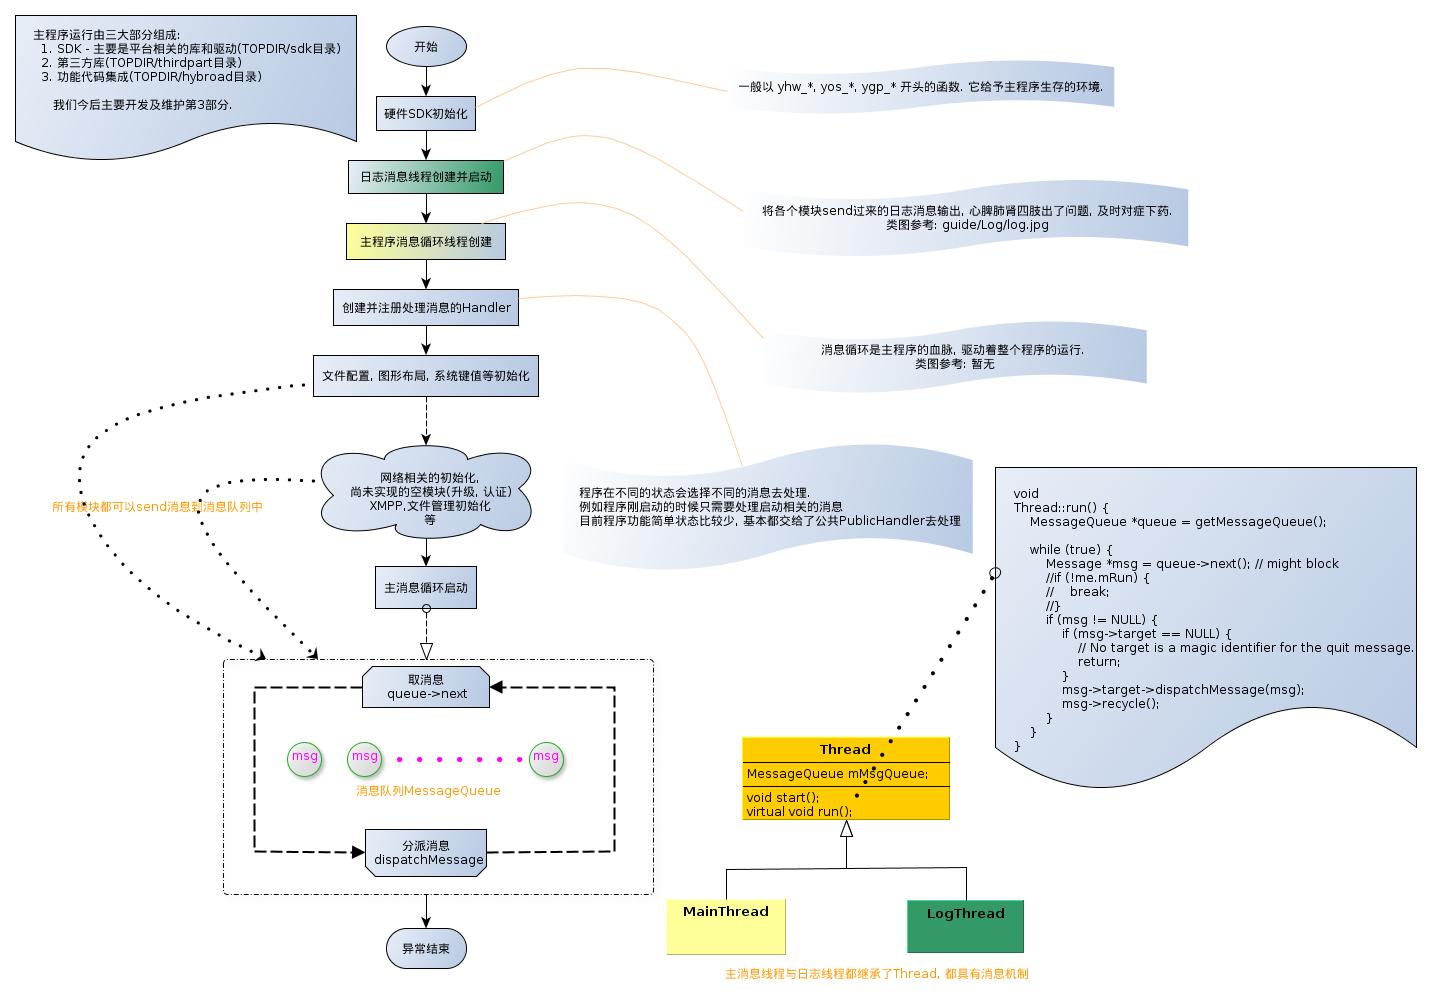 主程序运行由三大部分组成:
1. SDK - 主要是平台相关的库和驱动(TOPDIR/sdk目录)
2. 第三方库(TOPDIR/thirdpart目录)
3. 功能代码集成(TOPDIR/hybroad目录)
我们今后主要开发及维护第3部分.
开始
硬件SDK初始化
一般以 yhw_*, yos_*, ygp_* 开头的函数. 它给予主程序生存的环境.
日志消息线程创建并启动
将各个模块send过来的日志消息输出, 心脾肺肾四肢出了问题, 及时对症下药.
类图参考: guide/Log/log.jpg
主程序消息循环线程创建
消息循环是主程序的血脉, 驱动着整个程序的运行.
类图参考: 暂无
创建并注册处理消息的Handler
程序在不同的状态会选择不同的消息去处理.
例如程序刚启动的时候只需要处理启动相关的消息
目前程序功能简单状态比较少, 基本都交给了公共PublicHandler去处理
文件配置, 图形布局, 系统键值等初始化
网络相关的初始化,
尚未实现的空模块(升级, 认证)
XMPP,文件管理初始化
等
所有模块都可以send消息到消息队列中
主消息循环启动
取消息
queue->next
msg
msg
msg
消息队列MessageQueue
分派消息
dispatchMessage
异常结束
void
Thread::run() {
    MessageQueue *queue = getMessageQueue();
    while (true) {
        Message *msg = queue->next(); // might block
        //if (!me.mRun) {
        //    break;
        //}
        if (msg != NULL) {
            if (msg->target == NULL) {
                // No target is a magic identifier for the quit message.
                return;
            }
            msg->target->dispatchMessage(msg);
            msg->recycle();
        }
    }
}
Thread
MessageQueue mMsgQueue;
void start();
virtual void run();
MainThread
LogThread
主消息线程与日志线程都继承了Thread, 都具有消息机制